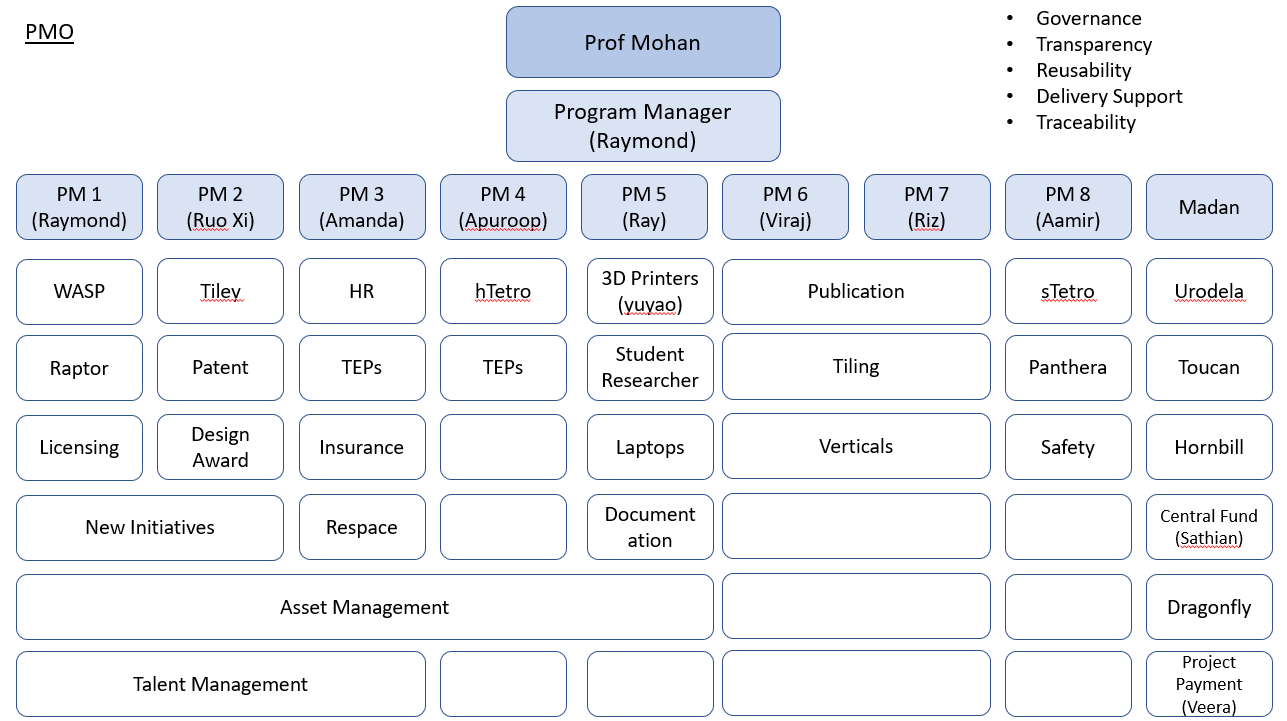 PMO
Prof Mohan
Program Manager
(Raymond)
• Governance
• Transparency
• Reusability
• Delivery Support
• Traceability
PM 1
(Raymond)
PM 2
(Ruo Xi)
PM 3
(Amanda)
PM 4
(Apuroop)
PM 5
(Ray)
PM 6
(Viraj)
PM 7
(Riz)
PM 8
(Aamir)
Madan
WASP
Tiley
HR
hTetro
3D Printers
(yuyao)
Publication
sTetro
Urodela
Raptor
Patent
TEPs
TEPs
Student
Researcher
Tiling
Panthera
Toucan
Licensing
Design
Award
Insurance
Laptops
Verticals
Safety
Hornbill
New Initiatives
Respace
Document
ation
Central Fund
(Sathian)
Asset Management
Dragonfly
Talent Management
Project
Payment
(Veera)